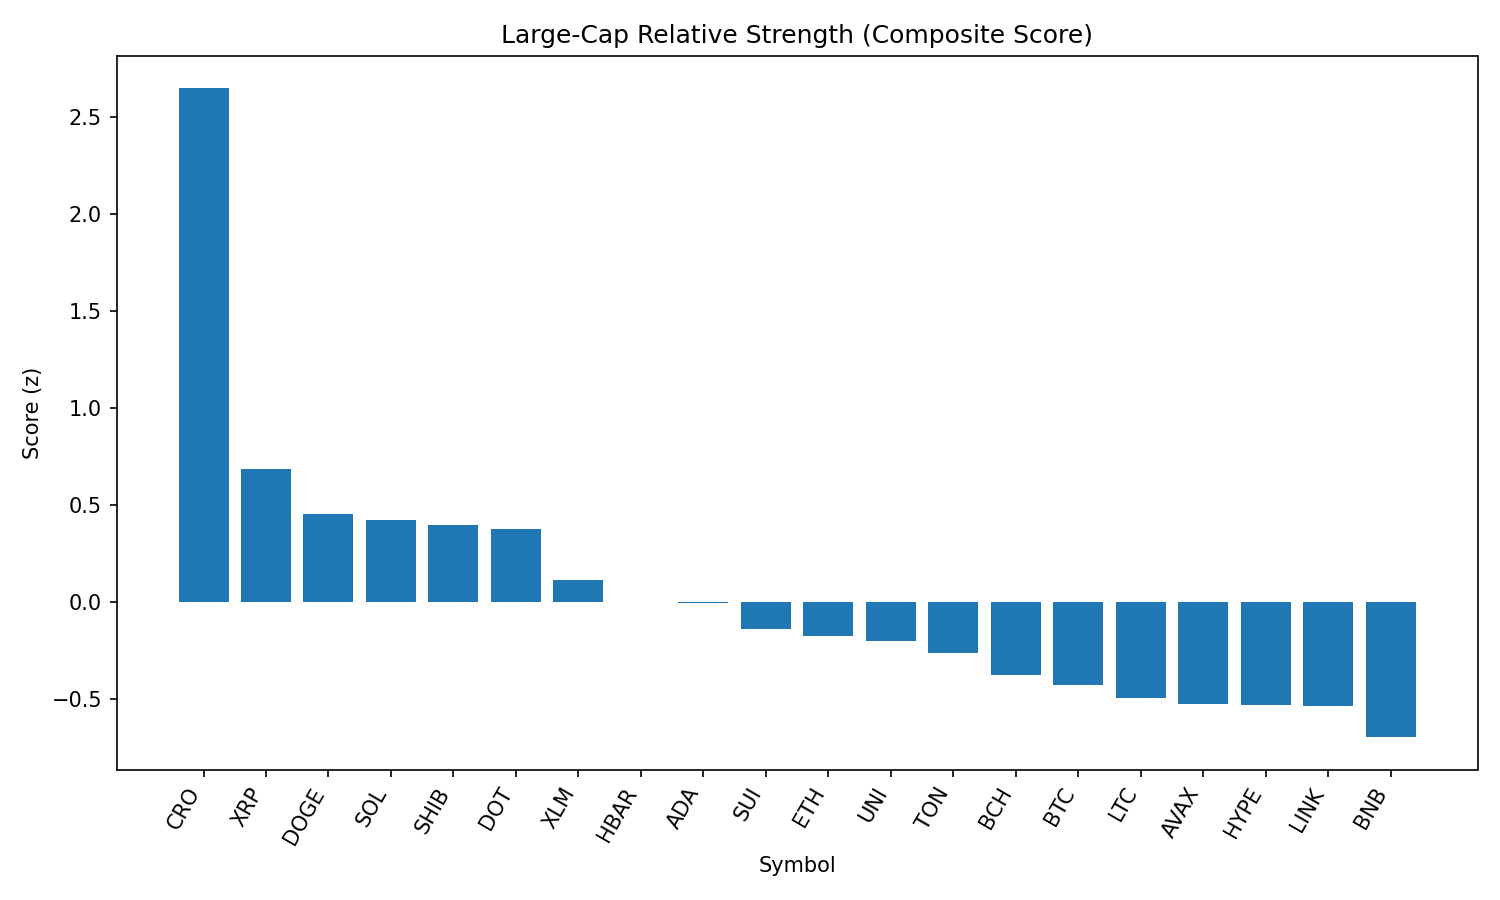 Large-Cap Relative Strength (Composite Score)
Score (z)
2.5
2.0
1.5
1.0
0.5
0.0
−0.5
CRO
XRP
DOGE
SOL
SHIB
DOT
XLM
HBAR
ADA
SUI
ETH
UNI
TON
BCH
BTC
LTC
AVAX
HYPE
LINK
BNB
Symbol